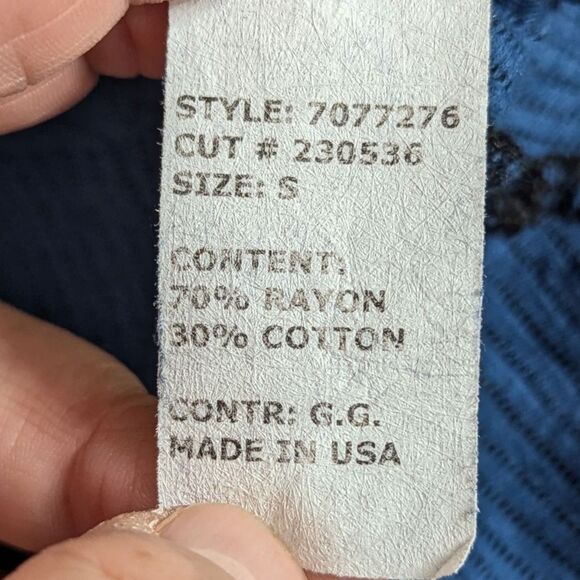 STYLE: 7077276
CUT # 230536
SIZE: S
CONTENT:
70% RAYON
30% COTTON
CONTR: G.G.
MADE IN USA